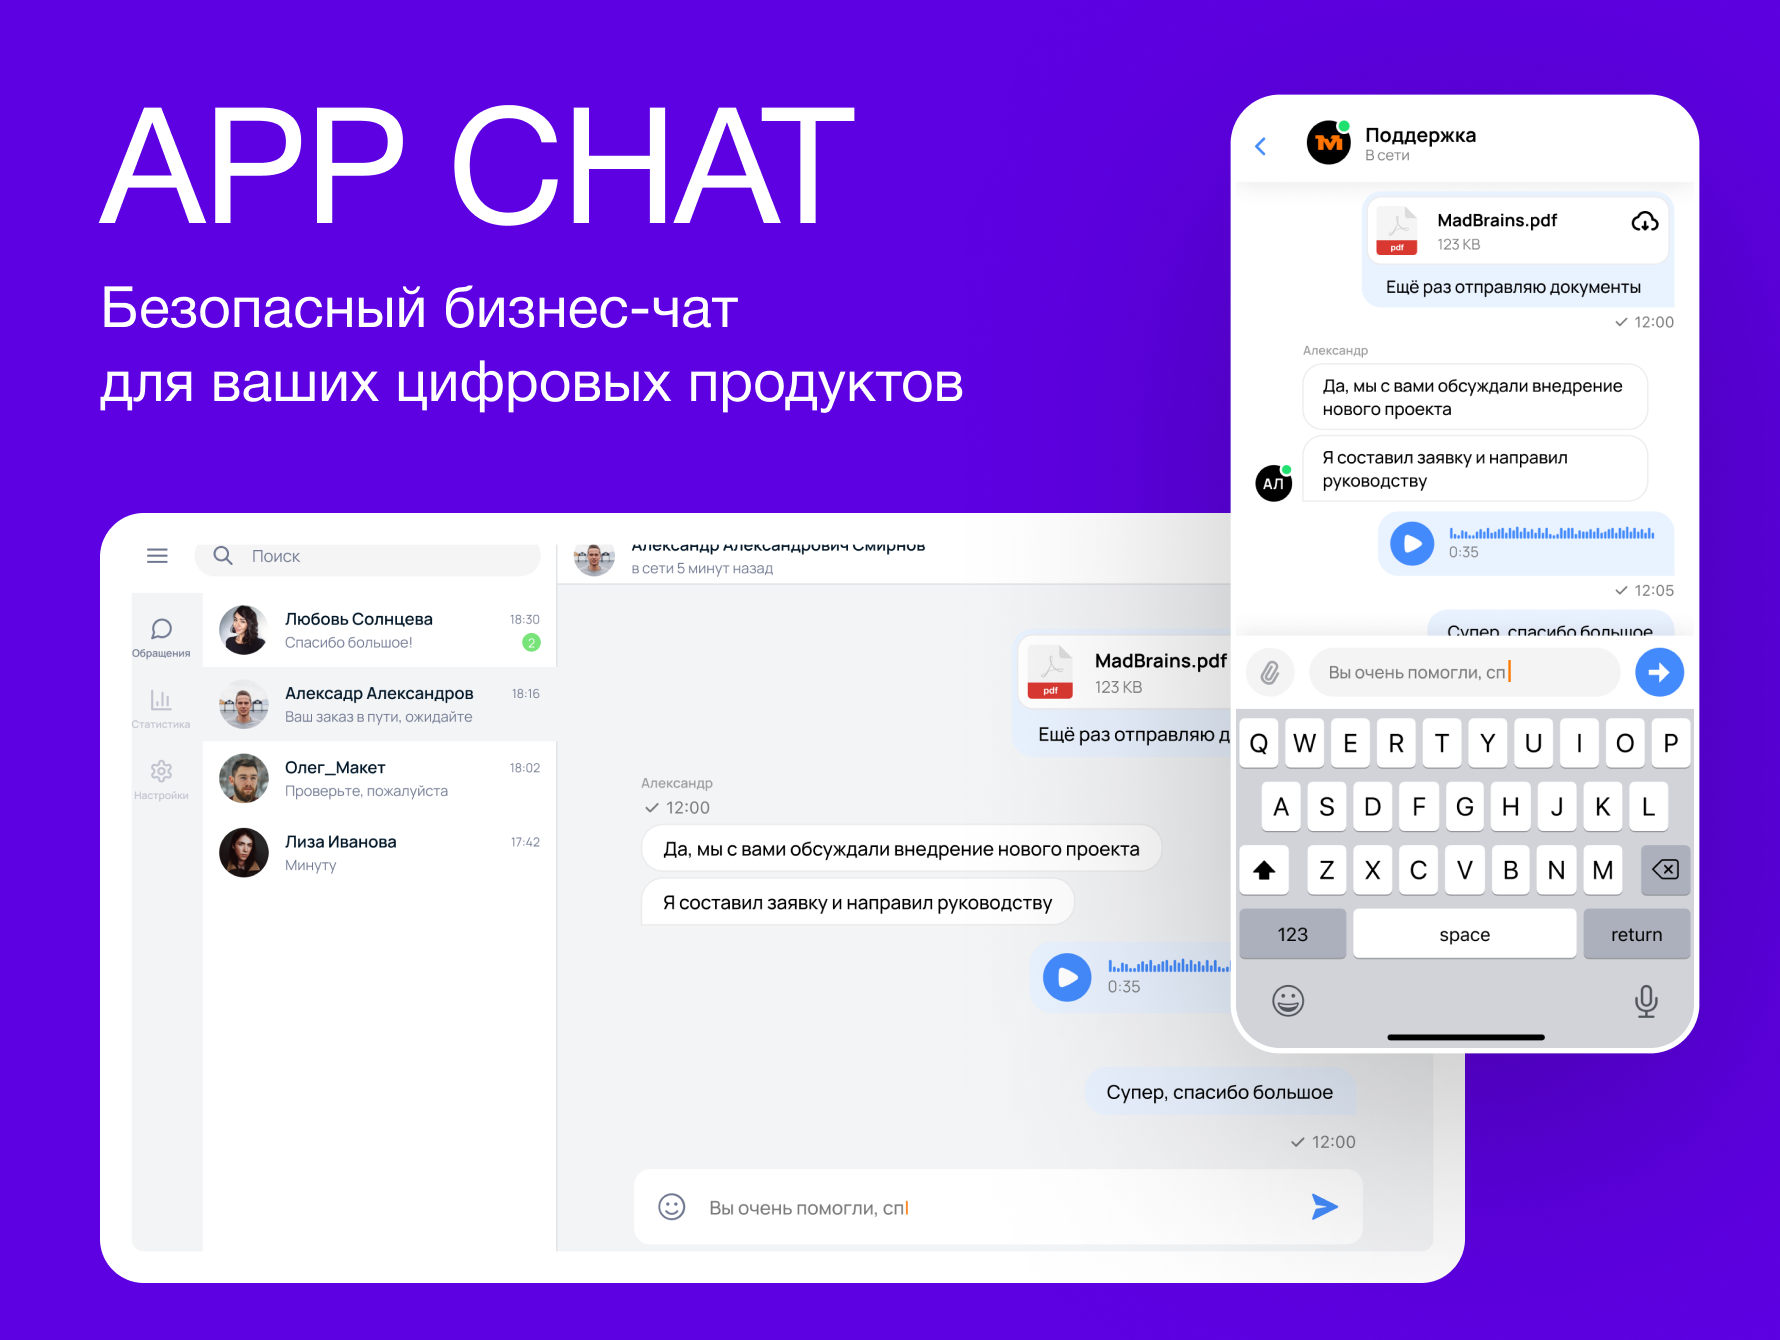 APP CHAT
Безопасный бизнес-чат
для ваших цифровых продуктов
Поиск
Обращения
Статистика
Настройки
Любовь Солнцева
18:30
Спасибо большое!
2
Алексадр Александров
18:16
Ваш заказ в пути, ожидайте
Олег_Макет
18:02
Проверьте, пожалуйста
Лиза Иванова
17:42
Минуту
Александр Александрович Смирнов
в сети 5 минут назад
pdf
MadBrains.pdf
123 KB
Ещё раз отправляю д
Александр
12:00
Да, мы с вами обсуждали внедрение нового проекта
Я составил заявку и направил руководству
0:35
Супер, спасибо большое
12:00
Вы очень помогли, сп
М
Поддержка
В сети
pdf
MadBrains.pdf
123 KB
Ещё раз отправляю документы
12:00
Александр
Да, мы с вами обсуждали внедрение
нового проекта
Я составил заявку и направил
руководству
АЛ
0:35
12:05
Супер, спасибо большое
Вы очень помогли, сп
Q W E R T Y U I O P
A S D F G H J K L
Z X C V B N M
123 space return